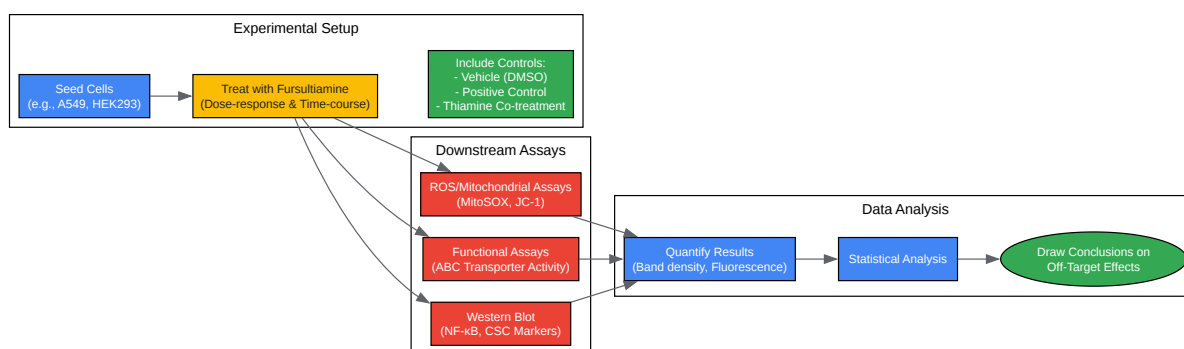 Experimental Setup
Seed Cells
(e.g., A549, HEK293)
Treat with Fursultiamine
(Dose-response & Time-course)
Include Controls:
- Vehicle (DMSO)
- Positive Control
- Thiamine Co-treatment
Downstream Assays
ROS/Mitochondrial Assays
(MitoSOX, JC-1)
Functional Assays
(ABC Transporter Activity)
Western Blot
(NF-κB, CSC Markers)
Data Analysis
Quantify Results
(Band density, Fluorescence)
Statistical Analysis
Draw Conclusions on
Off-Target Effects